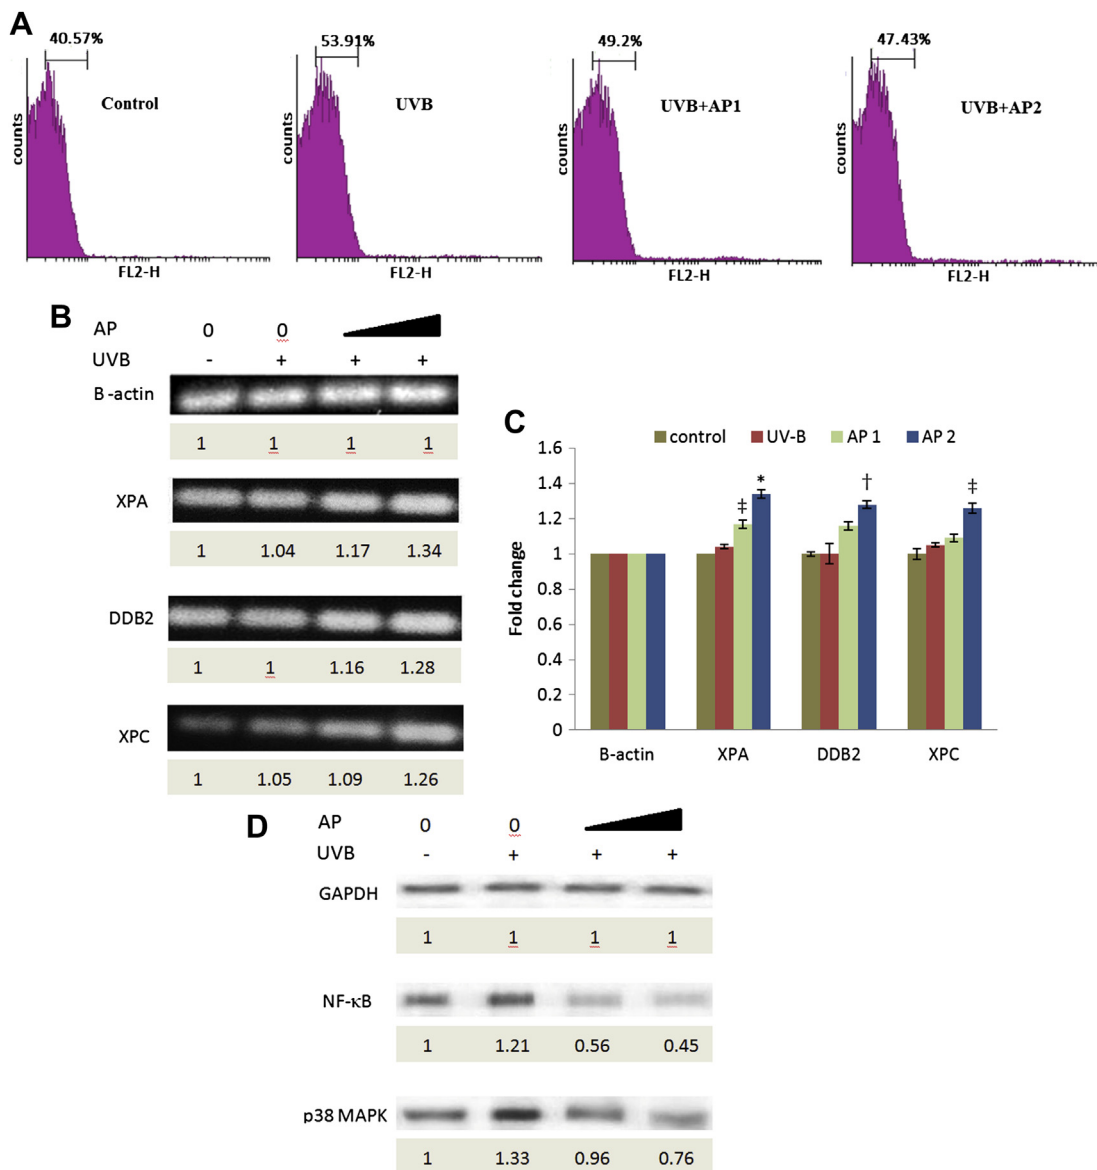 A
40.57% 53.91% 49.2% 47.43%
Control UVB UVB+AP1 UVB+AP2
counts counts counts counts
FL2-H FL2-H FL2-H FL2-H
B
AP 0 0
UVB - + + +
B-actin
1 1 1 1
XPA
1 1.04 1.17 1.34
DDB2
1 1 1.16 1.28
XPC
1 1.05 1.09 1.26
C
control UV-B AP 1 AP 2
Fold change
1.6
1.4
1.2
1
0.8
0.6
0.4
0.2
0
‡ * † ‡
B-actin XPA DDB2 XPC
D
AP 0 0
UVB - + + +
GAPDH
1 1 1 1
NF-κB
1 1.21 0.56 0.45
p38 MAPK
1 1.33 0.96 0.76